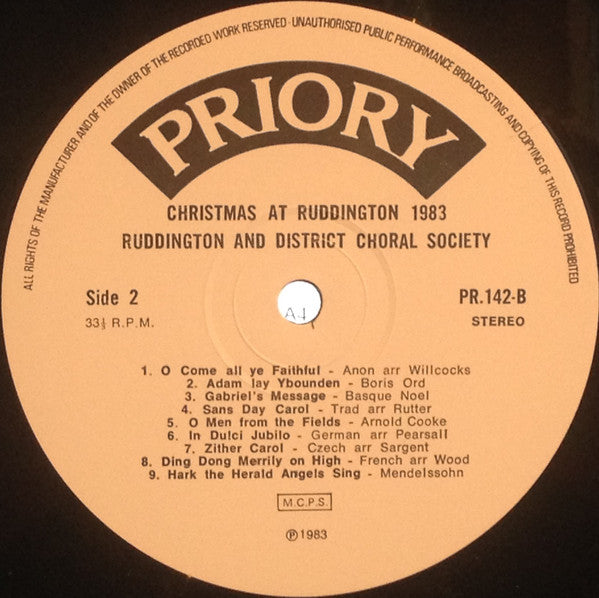 ALL RIGHTS OF THE MANUFACTURER AND OF THE OWNER OF THE RECORDED WORK RESERVED · UNAUTHORISED PUBLIC PERFORMANCE BROADCASTING AND COPYING OF THIS RECORD PROHIBITED
PRIORY
CHRISTMAS AT RUDDINGTON 1983
RUDDINGTON AND DISTRICT CHORAL SOCIETY
Side 2 PR.142-B
33⅓ R.P.M. STEREO
1. O Come all ye Faithful - Anon arr Willcocks
2. Adam lay Ybounden - Boris Ord
3. Gabriel's Message - Basque Noel
4. Sans Day Carol - Trad arr Rutter
5. O Men from the Fields - Arnold Cooke
6. In Dulci Jubilo - German arr Pearsall
7. Zither Carol - Czech arr Sargent
8. Ding Dong Merrily on High - French arr Wood
9. Hark the Herald Angels Sing - Mendelssohn
M.C.P.S.
℗1983